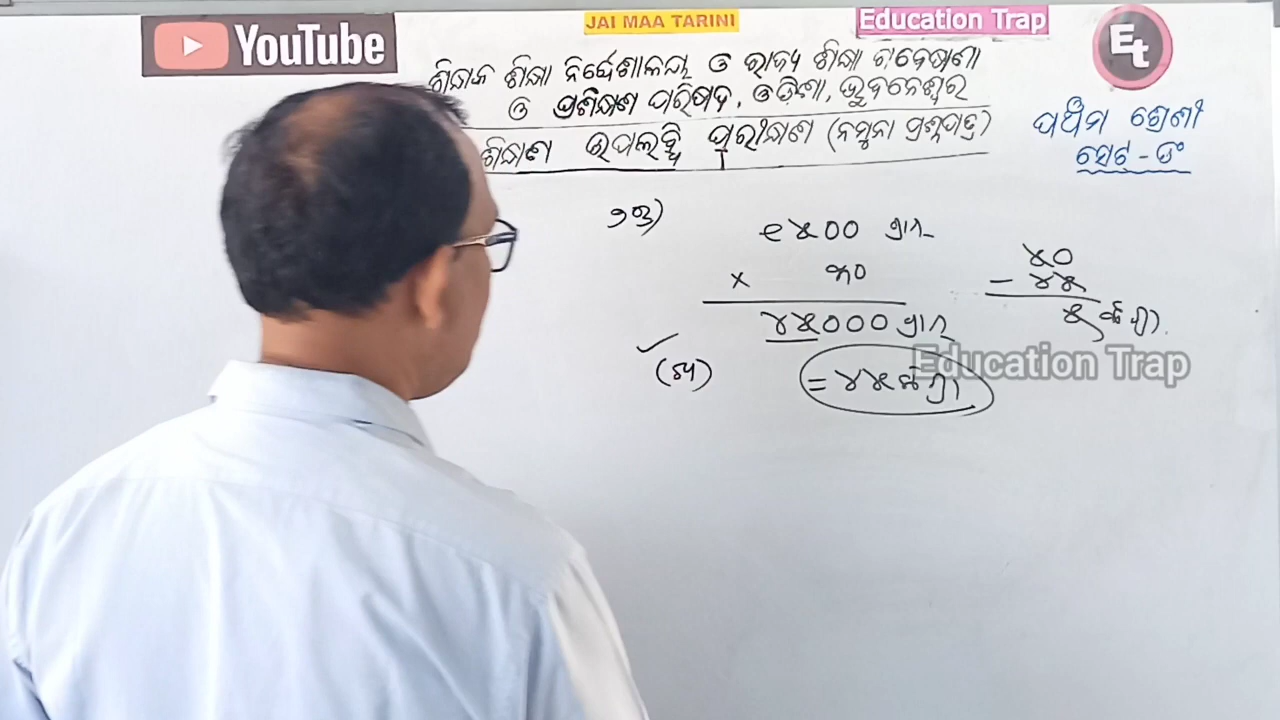 YouTube
JAI MAA TARINI
Education Trap
Et
ଶିକ୍ଷକ ଶିକ୍ଷା ନିର୍ଦ୍ଦେଶାଳୟ ଓ ରାଜ୍ୟ ଶିକ୍ଷା ଗବେଷଣା
ଓ ପ୍ରଶିକ୍ଷଣ ପରିଷଦ, ଓଡ଼ିଶା, ଭୁବନେଶ୍ୱର
ଶିକ୍ଷଣ ଉପଲବ୍ଧି ପରୀକ୍ଷଣ (ନମୁନା ପ୍ରଶ୍ନପତ୍ର)
ପଞ୍ଚମ ଶ୍ରେଣୀ
ସେଟ - ଡଂ
୧୫୦୦ ଗ୍ରାମ
× ୩୦
୪୫୦୦୦ ଗ୍ରାମ୍
(ଗ)
= ୪୫ କିଗ୍ରା
୫୦
- ୪୫
୫ କିଗ୍ରା.
Education Trap